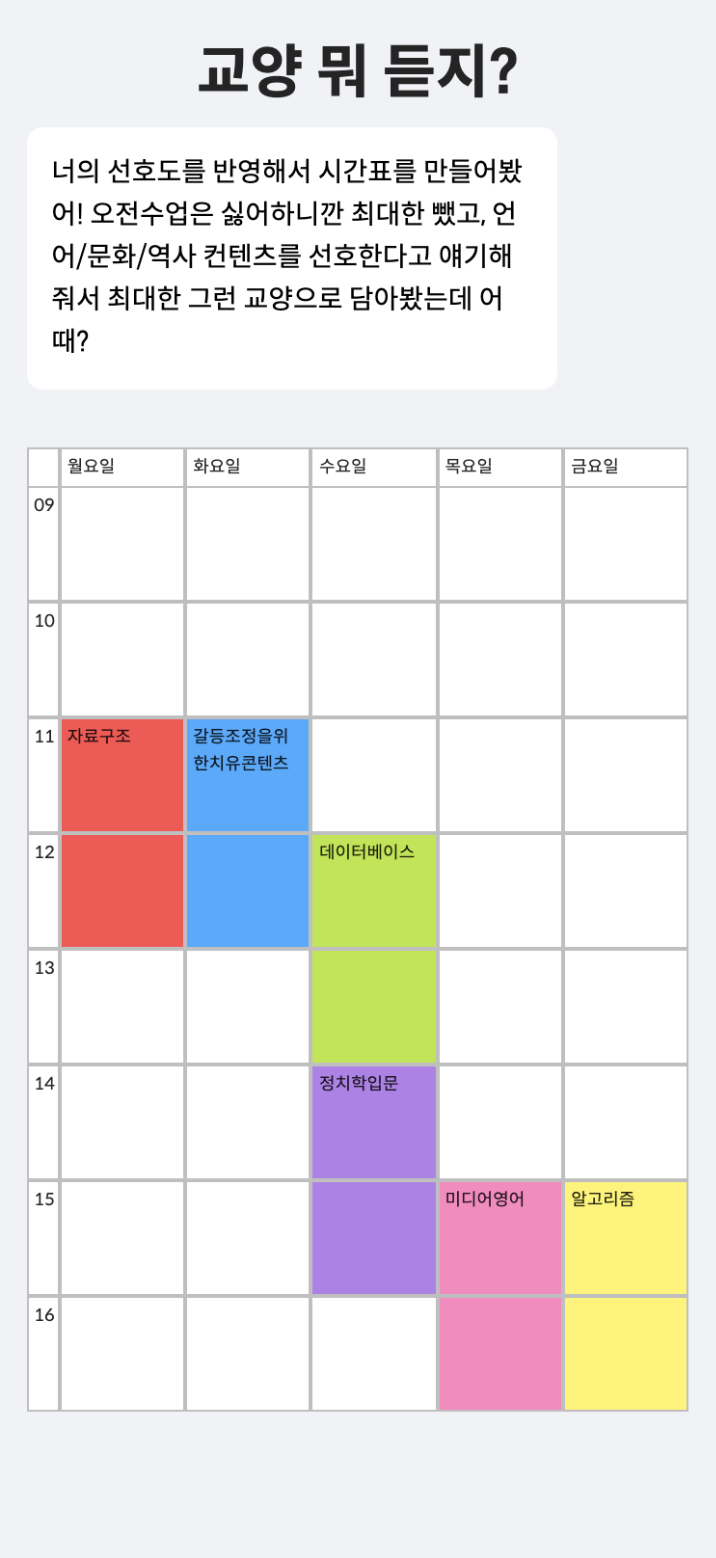 교양 뭐 듣지?
너의 선호도를 반영해서 시간표를 만들어봤
어! 오전수업은 싫어하니깐 최대한 뺐고, 언
어/문화/역사 컨텐츠를 선호한다고 얘기해
줘서 최대한 그런 교양으로 담아봤는데 어
때?
월요일 화요일 수요일 목요일 금요일
09
10
11 자료구조 갈등조정을위
한치유콘텐츠
12 데이터베이스
13
14 정치학입문
15 미디어영어 알고리즘
16